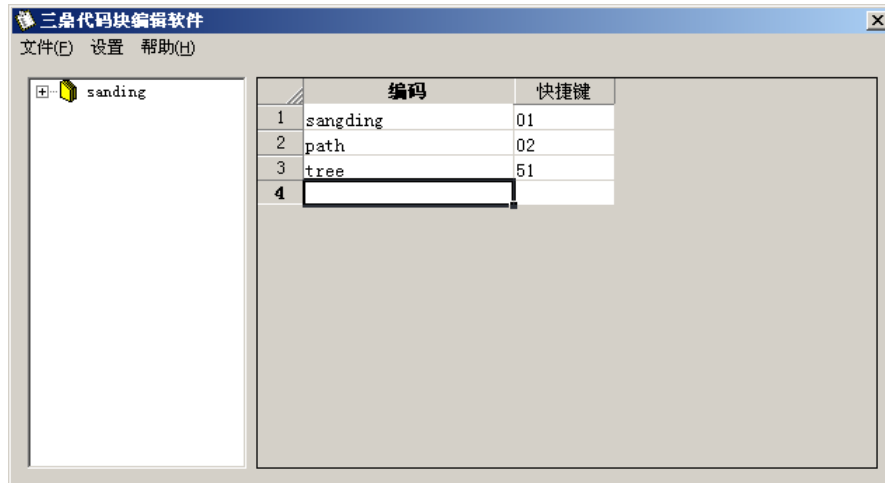 三鼎代码块编辑软件
文件(F) 设置 帮助(H)
sanding
编码 快捷键
1 sangding 01
2 path 02
3 tree 51
4